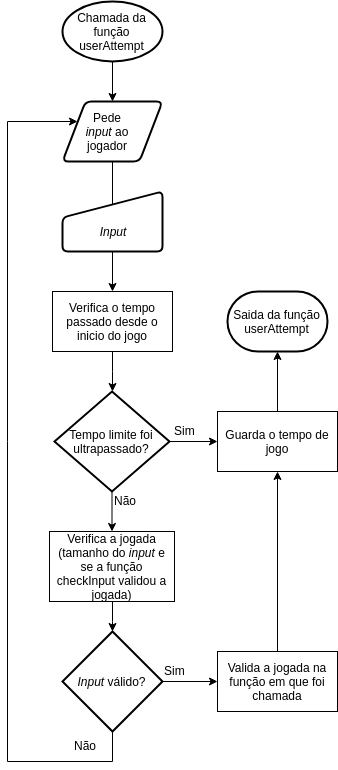 Chamada da
função
userAttempt
Pede
input ao
jogador
Input
Verifica o tempo
passado desde o
inicio do jogo
Saida da função
userAttempt
Tempo limite foi
ultrapassado?
Sim
Guarda o tempo de
jogo
Não
Verifica a jogada
(tamanho do input e
se a função
checkInput validou a
jogada)
Input válido?
Sim
Valida a jogada na
função em que foi
chamada
Não